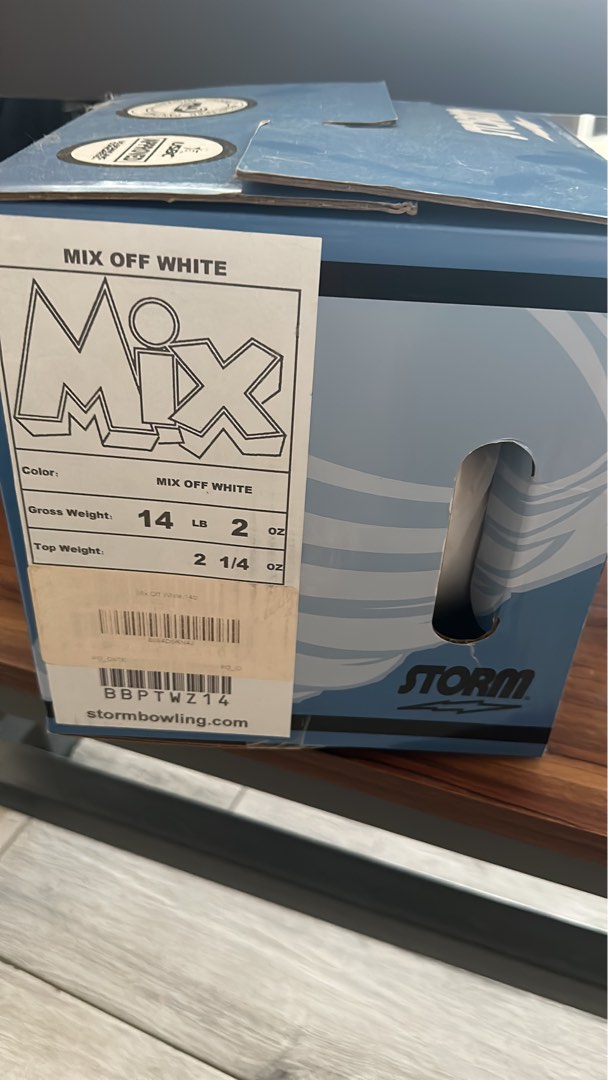 MIX OFF WHITE
Mix
Color: MIX OFF WHITE
Gross Weight: 14 LB 2 OZ
Top Weight: 2 1/4 OZ
BBPTWZ14
stormbowling.com
STORM